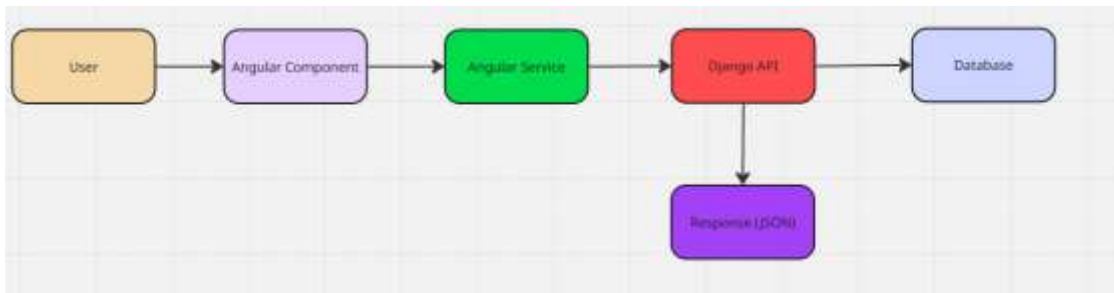 User
Angular Component
Angular Service
Django API
Database
Response (JSON)